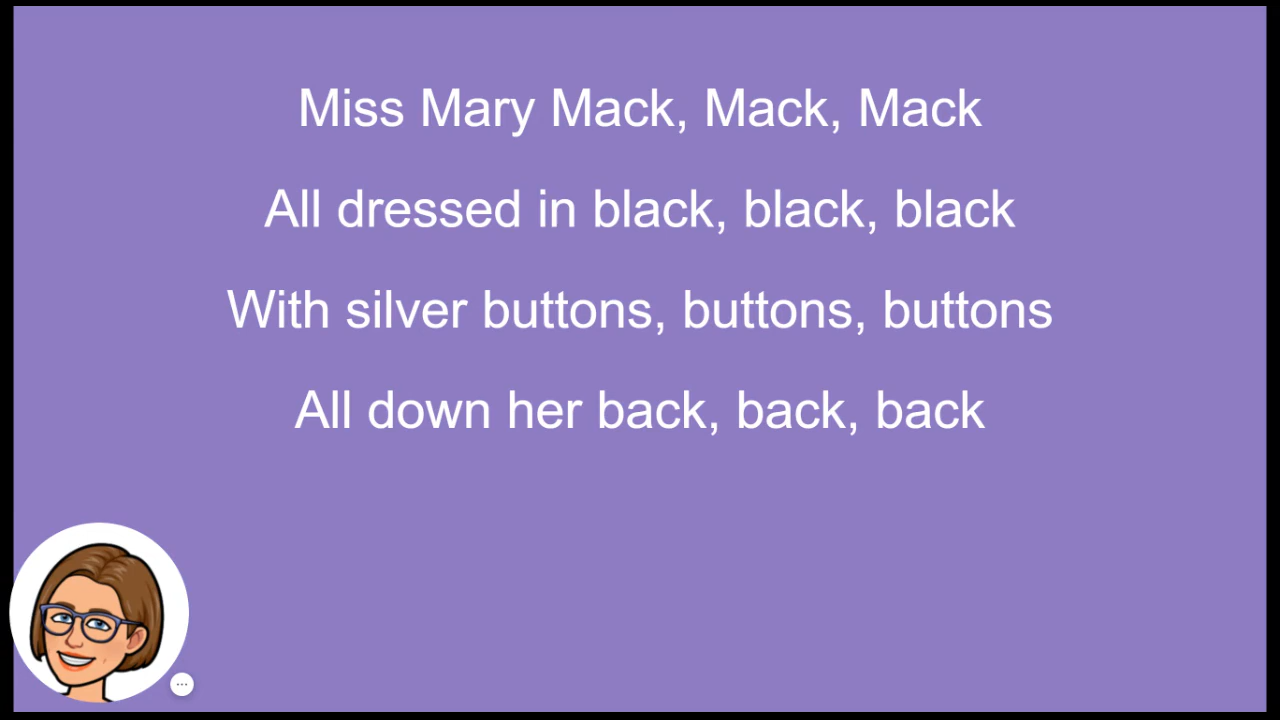 Miss Mary Mack, Mack, Mack
All dressed in black, black, black
With silver buttons, buttons, buttons
All down her back, back, back